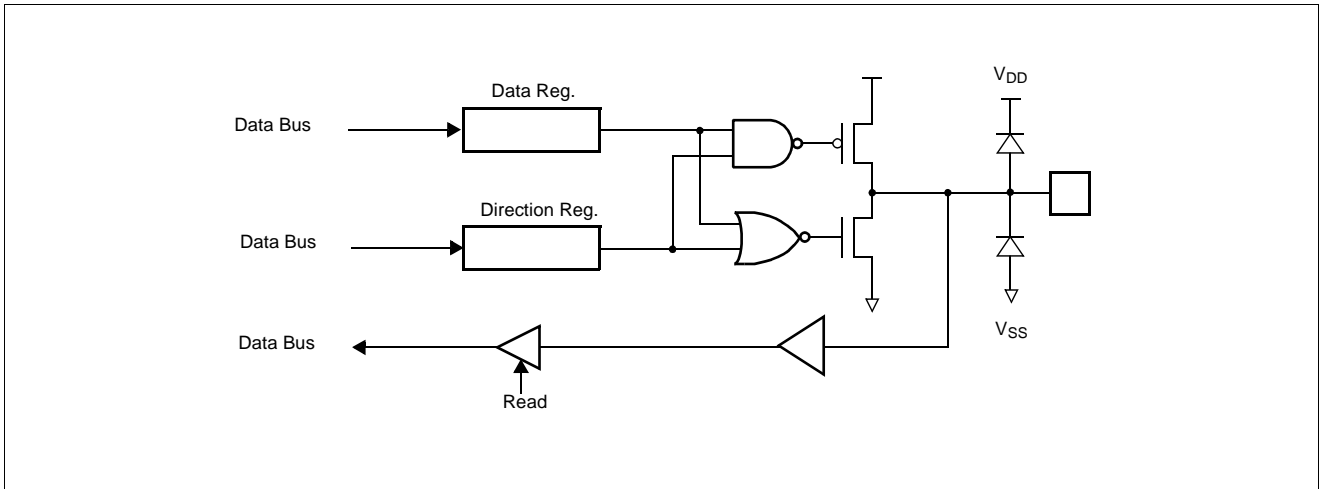 Data Reg.
V_DD
Data Bus
Direction Reg.
Data Bus
Data Bus
V_SS
Read